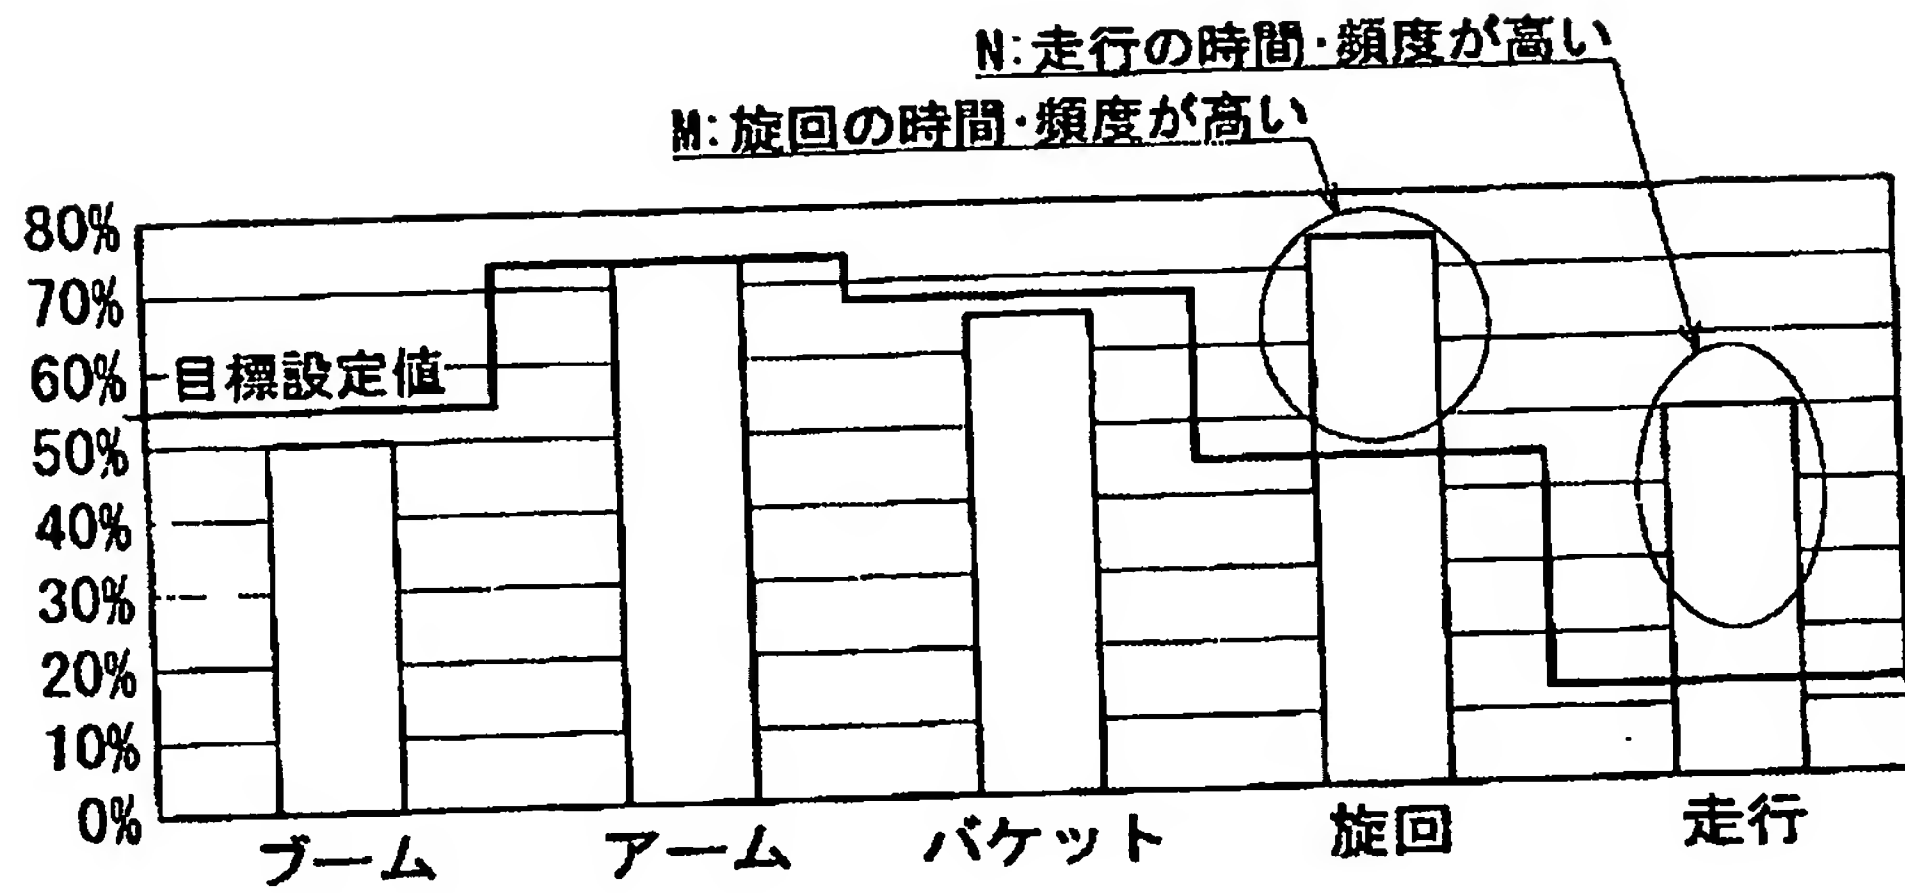 N:走行の時間・頻度が高い
M:旋回の時間・頻度が高い
80%
70%
60%
目標設定値
50%
40%
30%
20%
10%
0%
ブーム
アーム
バケット
旋回
走行